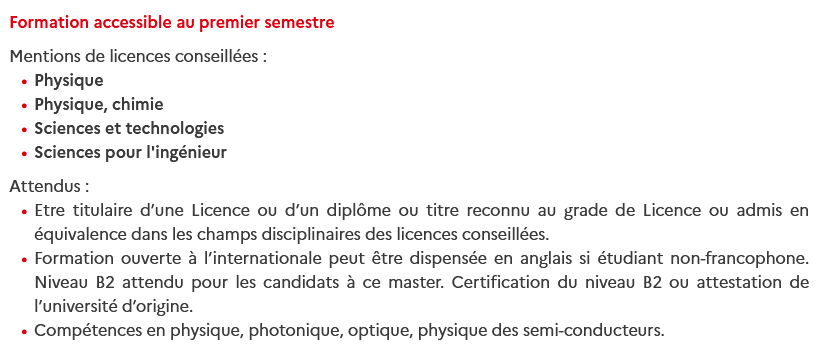 Formation accessible au premier semestre
Mentions de licences conseillées :
• Physique
• Physique, chimie
• Sciences et technologies
• Sciences pour l'ingénieur
Attendus :
• Etre titulaire d’une Licence ou d’un diplôme ou titre reconnu au grade de Licence ou admis en
équivalence dans les champs disciplinaires des licences conseillées.
• Formation ouverte à l’internationale peut être dispensée en anglais si étudiant non-francophone.
Niveau B2 attendu pour les candidats à ce master. Certification du niveau B2 ou attestation de
l’université d’origine.
• Compétences en physique, photonique, optique, physique des semi-conducteurs.